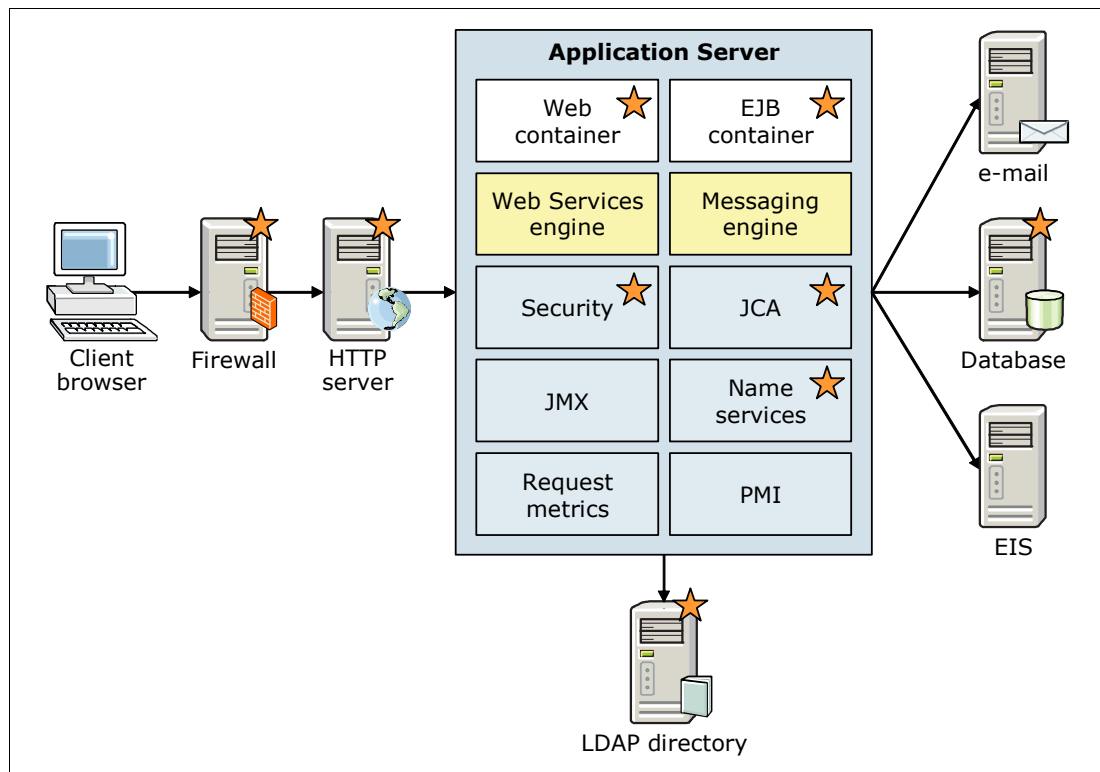 Application Server
Web
container
EJB
container
Web Services
engine
Messaging
engine
Security
JCA
JMX
Name
services
Request
metrics
PMI
Client
browser
Firewall
HTTP
server
e-mail
Database
EIS
LDAP directory